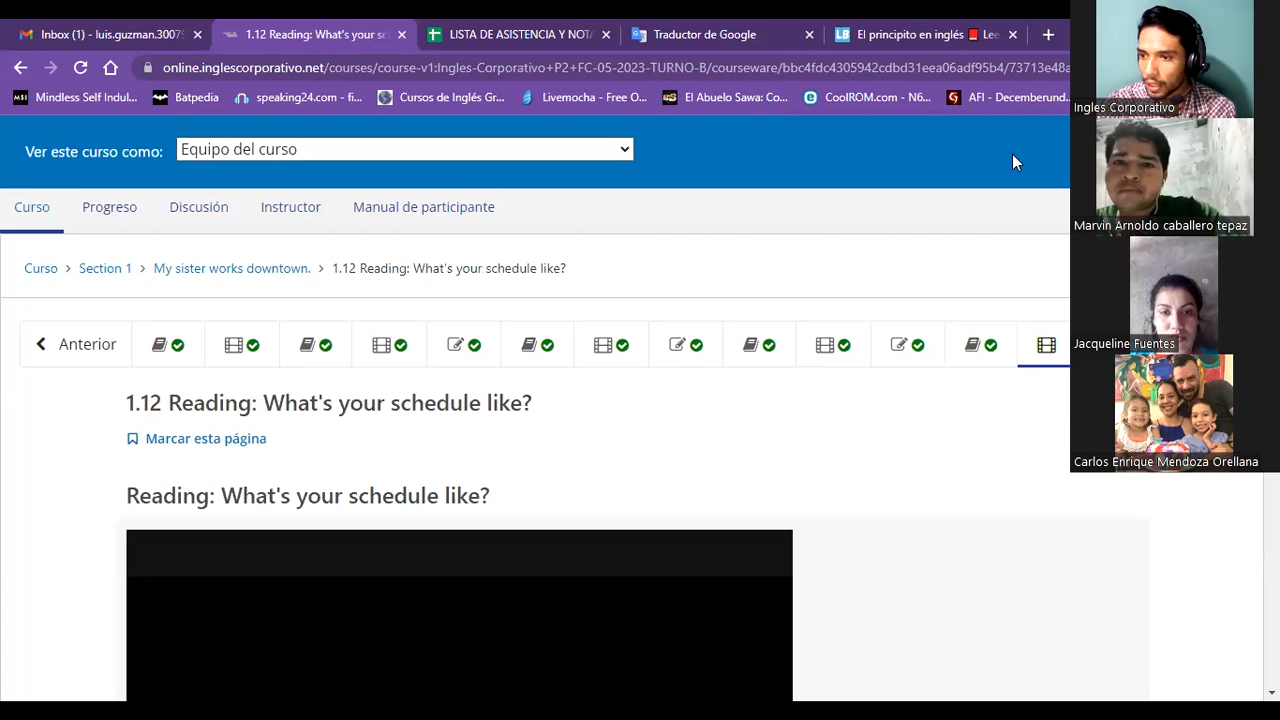 Inbox (1) - luis.guzman.3007
1.12 Reading: What's your sc
LISTA DE ASISTENCIA Y NOTA
Traductor de Google
El principito en inglés
Lee
online.inglescorporativo.net/courses/course-v1:Ingles-Corporativo+P2+FC-05-2023-TURNO-B/courseware/bbc4fdc4305942cdbd31eea06adf95b4/73713e48a
Mindless Self Indul...
Batpedia
speaking24.com - fi...
Cursos de Inglés Gr...
Livemocha - Free O...
El Abuelo Sawa: Co...
CoolROM.com - N6...
AFI - Decemberund...
Ver este curso como:
Equipo del curso
Curso
Progreso
Discusión
Instructor
Manual de participante
Curso > Section 1 > My sister works downtown. > 1.12 Reading: What's your schedule like?
Anterior
1.12 Reading: What's your schedule like?
Marcar esta página
Reading: What's your schedule like?
Ingles Corporativo
Marvin Arnoldo caballero tepaz
Jacqueline Fuentes
Carlos Enrique Mendoza Orellana